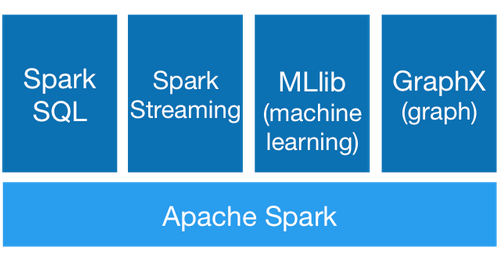 Spark
SQL
Spark
Streaming
MLlib
(machine
learning)
GraphX
(graph)
Apache Spark